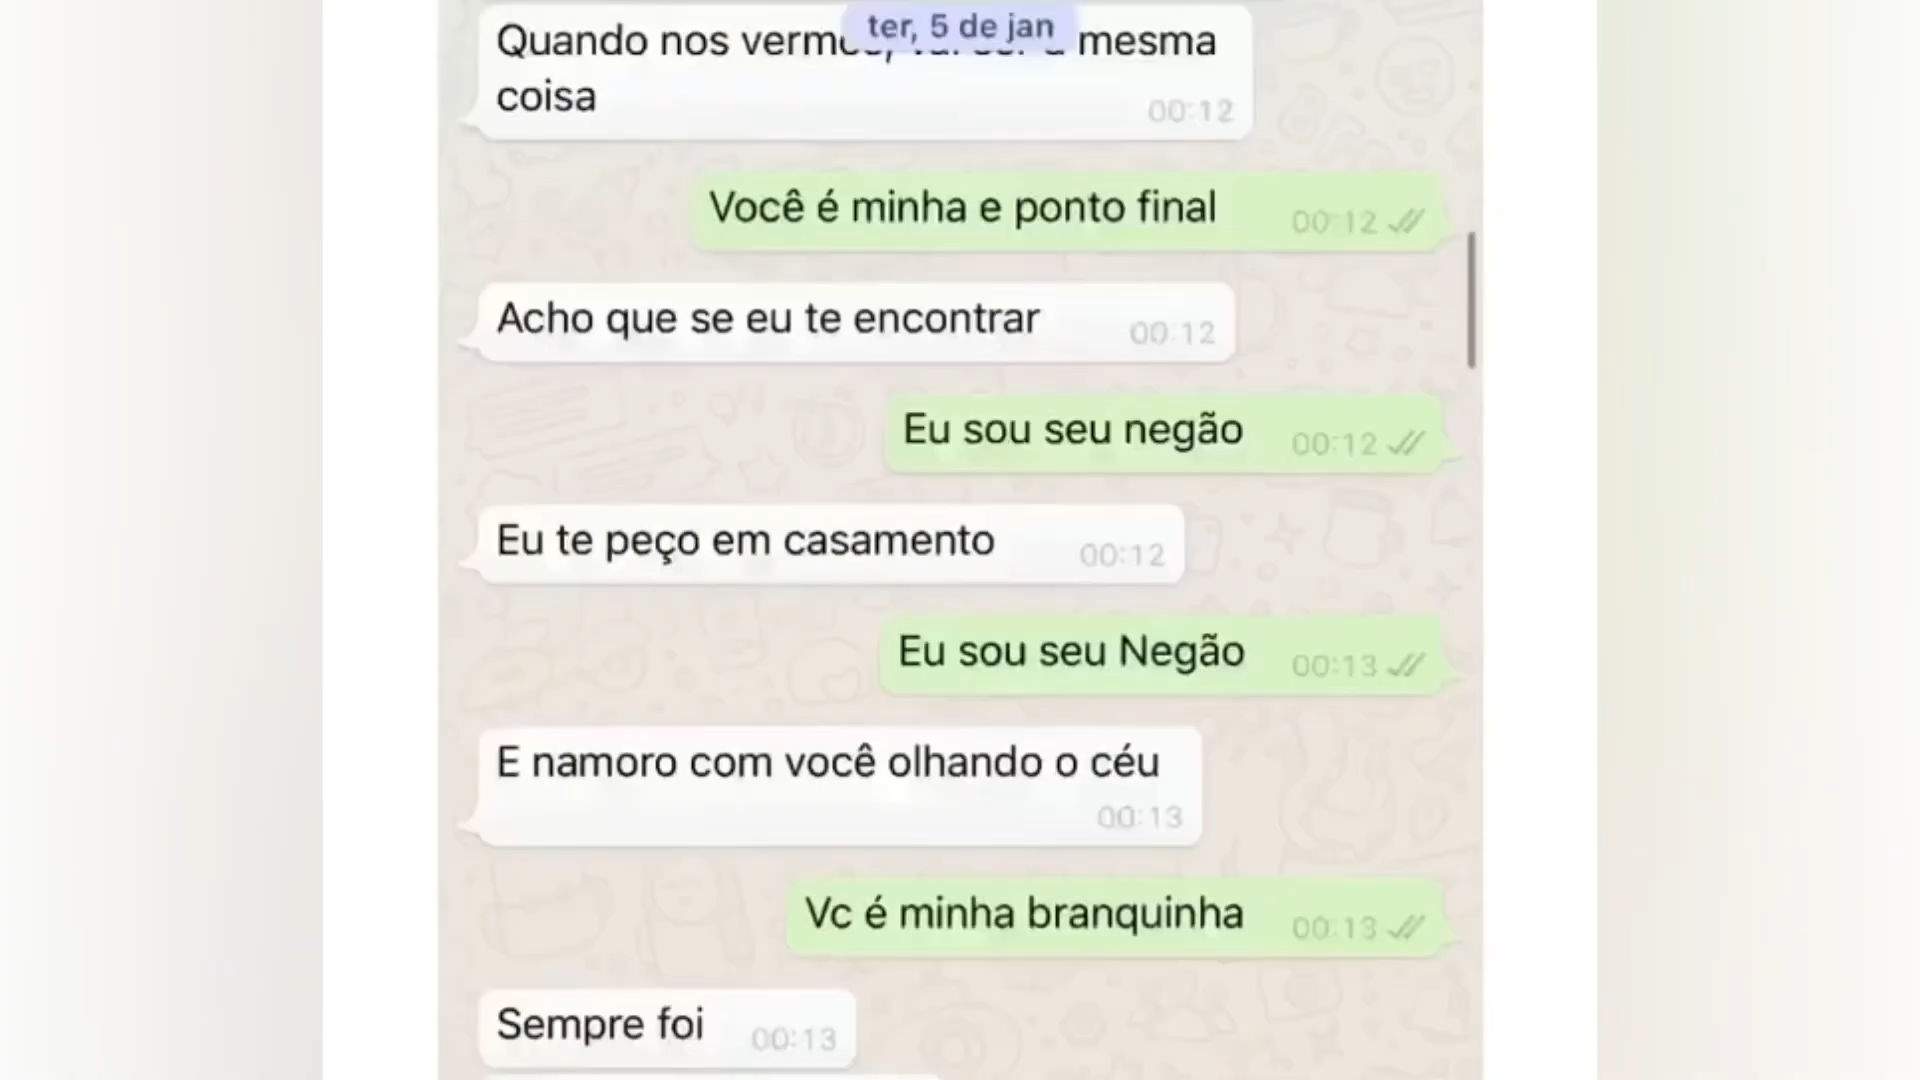 ter, 5 de jan
Quando nos vermos, mesma
coisa
00:12
Você é minha e ponto final 00:12
Acho que se eu te encontrar 00:12
Eu sou seu negão 00:12
Eu te peço em casamento 00:12
Eu sou seu Negão 00:13
E namoro com você olhando o céu
00:13
Vc é minha branquinha 00:13
Sempre foi 00:13